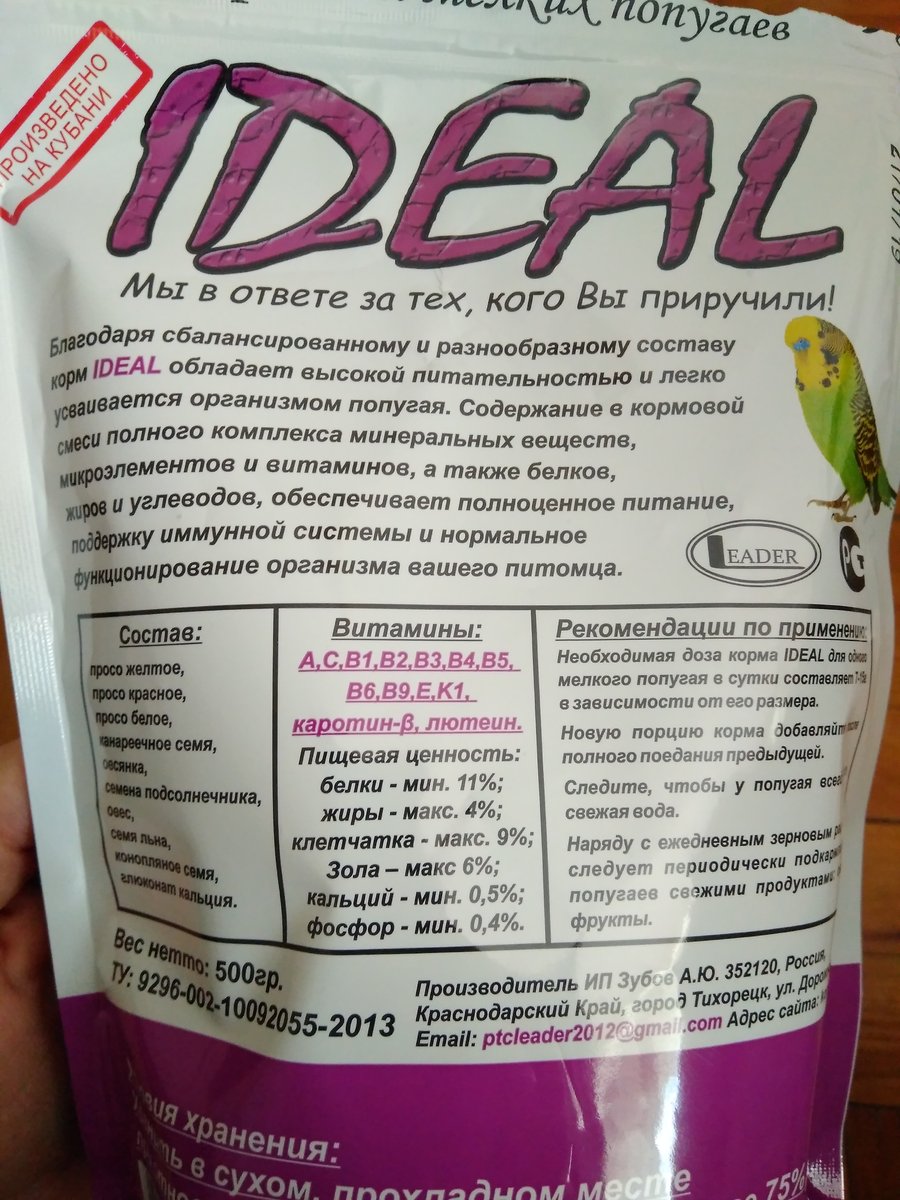 мелких попугаев
ПРОИЗВЕДЕНО
НА КУБАНИ
IDEAL
Мы в ответе за тех, кого Вы приручили!
Благодаря сбалансированному и разнообразному составу
корм IDEAL обладает высокой питательностью и легко
усваивается организмом попугая. Содержание в кормовой
смеси полного комплекса минеральных веществ,
микроэлементов и витаминов, а также белков,
жиров и углеводов, обеспечивает полноценное питание,
поддержку иммунной системы и нормальное
функционирование организма вашего питомца.
LEADER
PG
Состав:
просо желтое,
просо красное,
просо белое,
канареечное семя,
овсянка,
семена подсолнечника,
овес,
семя льна,
конопляное семя,
глюконат кальция.
Витамины:
A,C,B1,B2,B3,B4,B5,
B6,B9,E,K1,
каротин-β, лютеин.
Пищевая ценность:
белки - мин. 11%;
жиры - макс. 4%;
клетчатка - макс. 9%;
Зола – макс 6%;
кальций - мин. 0,5%;
фосфор - мин. 0,4%.
Рекомендации по применению:
Необходимая доза корма IDEAL для одного
мелкого попугая в сутки составляет
в зависимости от его размера.
Новую порцию корма добавляйте после
полного поедания предыдущей.
Следите, чтобы у попугая
свежая вода.
Наряду с ежедневным зерновым
следует периодически
попугаев свежими продуктами:
фрукты.
Вес нетто: 500гр.
ТУ: 9296-002-10092055-2013
Производитель ИП Зубов А.Ю. 352120, Россия,
Краснодарский Край, город Тихорецк, ул.
Email: ptcleader2012@gmail.com Адрес сайта:
хранения:
в сухом, прохладном месте
75%